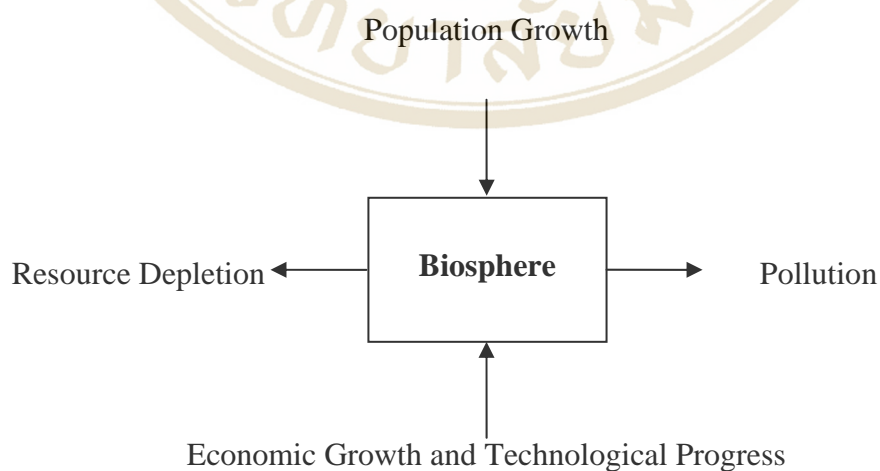 Population Growth
Resource Depletion
Biosphere
Pollution
Economic Growth and Technological Progress